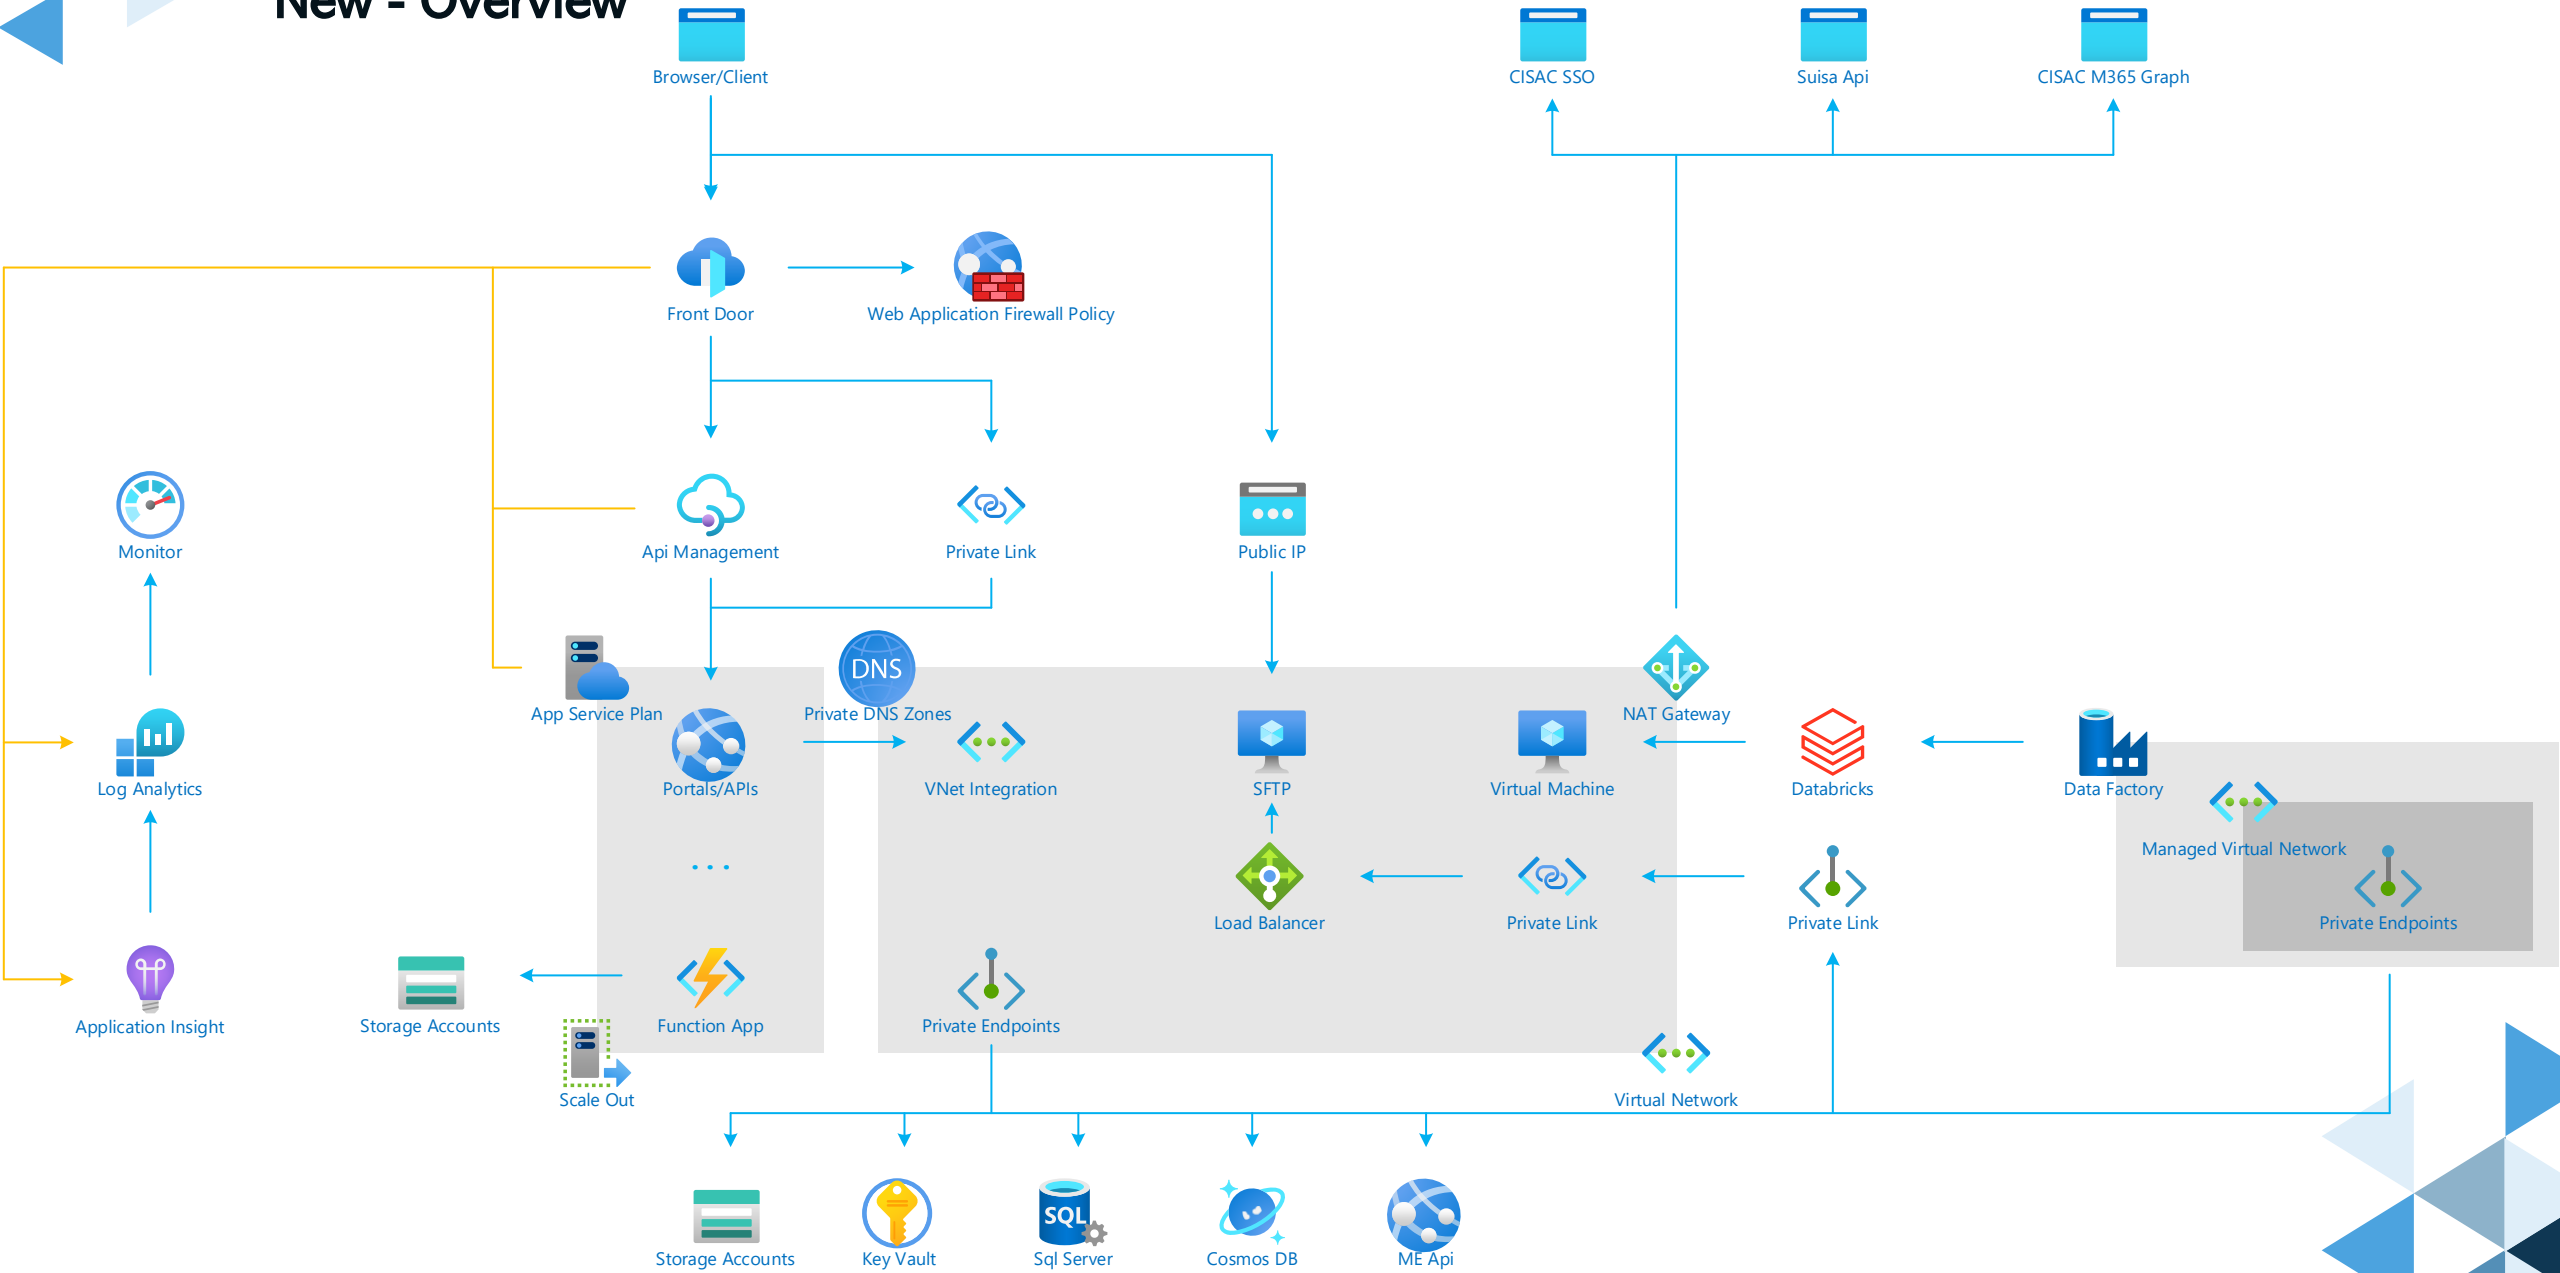 New - Overview
Browser/Client
CISAC SSO
Suisa Api
CISAC M365 Graph
Front Door
Web Application Firewall Policy
Monitor
Api Management
Private Link
Public IP
DNS
App Service Plan
Private DNS Zones
NAT Gateway
Log Analytics
Portals/APIs
VNet Integration
SFTP
Virtual Machine
Databricks
Data Factory
Managed Virtual Network
...
Load Balancer
Private Link
Private Link
Private Endpoints
Application Insight
Storage Accounts
Function App
Private Endpoints
Scale Out
Virtual Network
SQL
Storage Accounts
Key Vault
Sql Server
Cosmos DB
ME Api